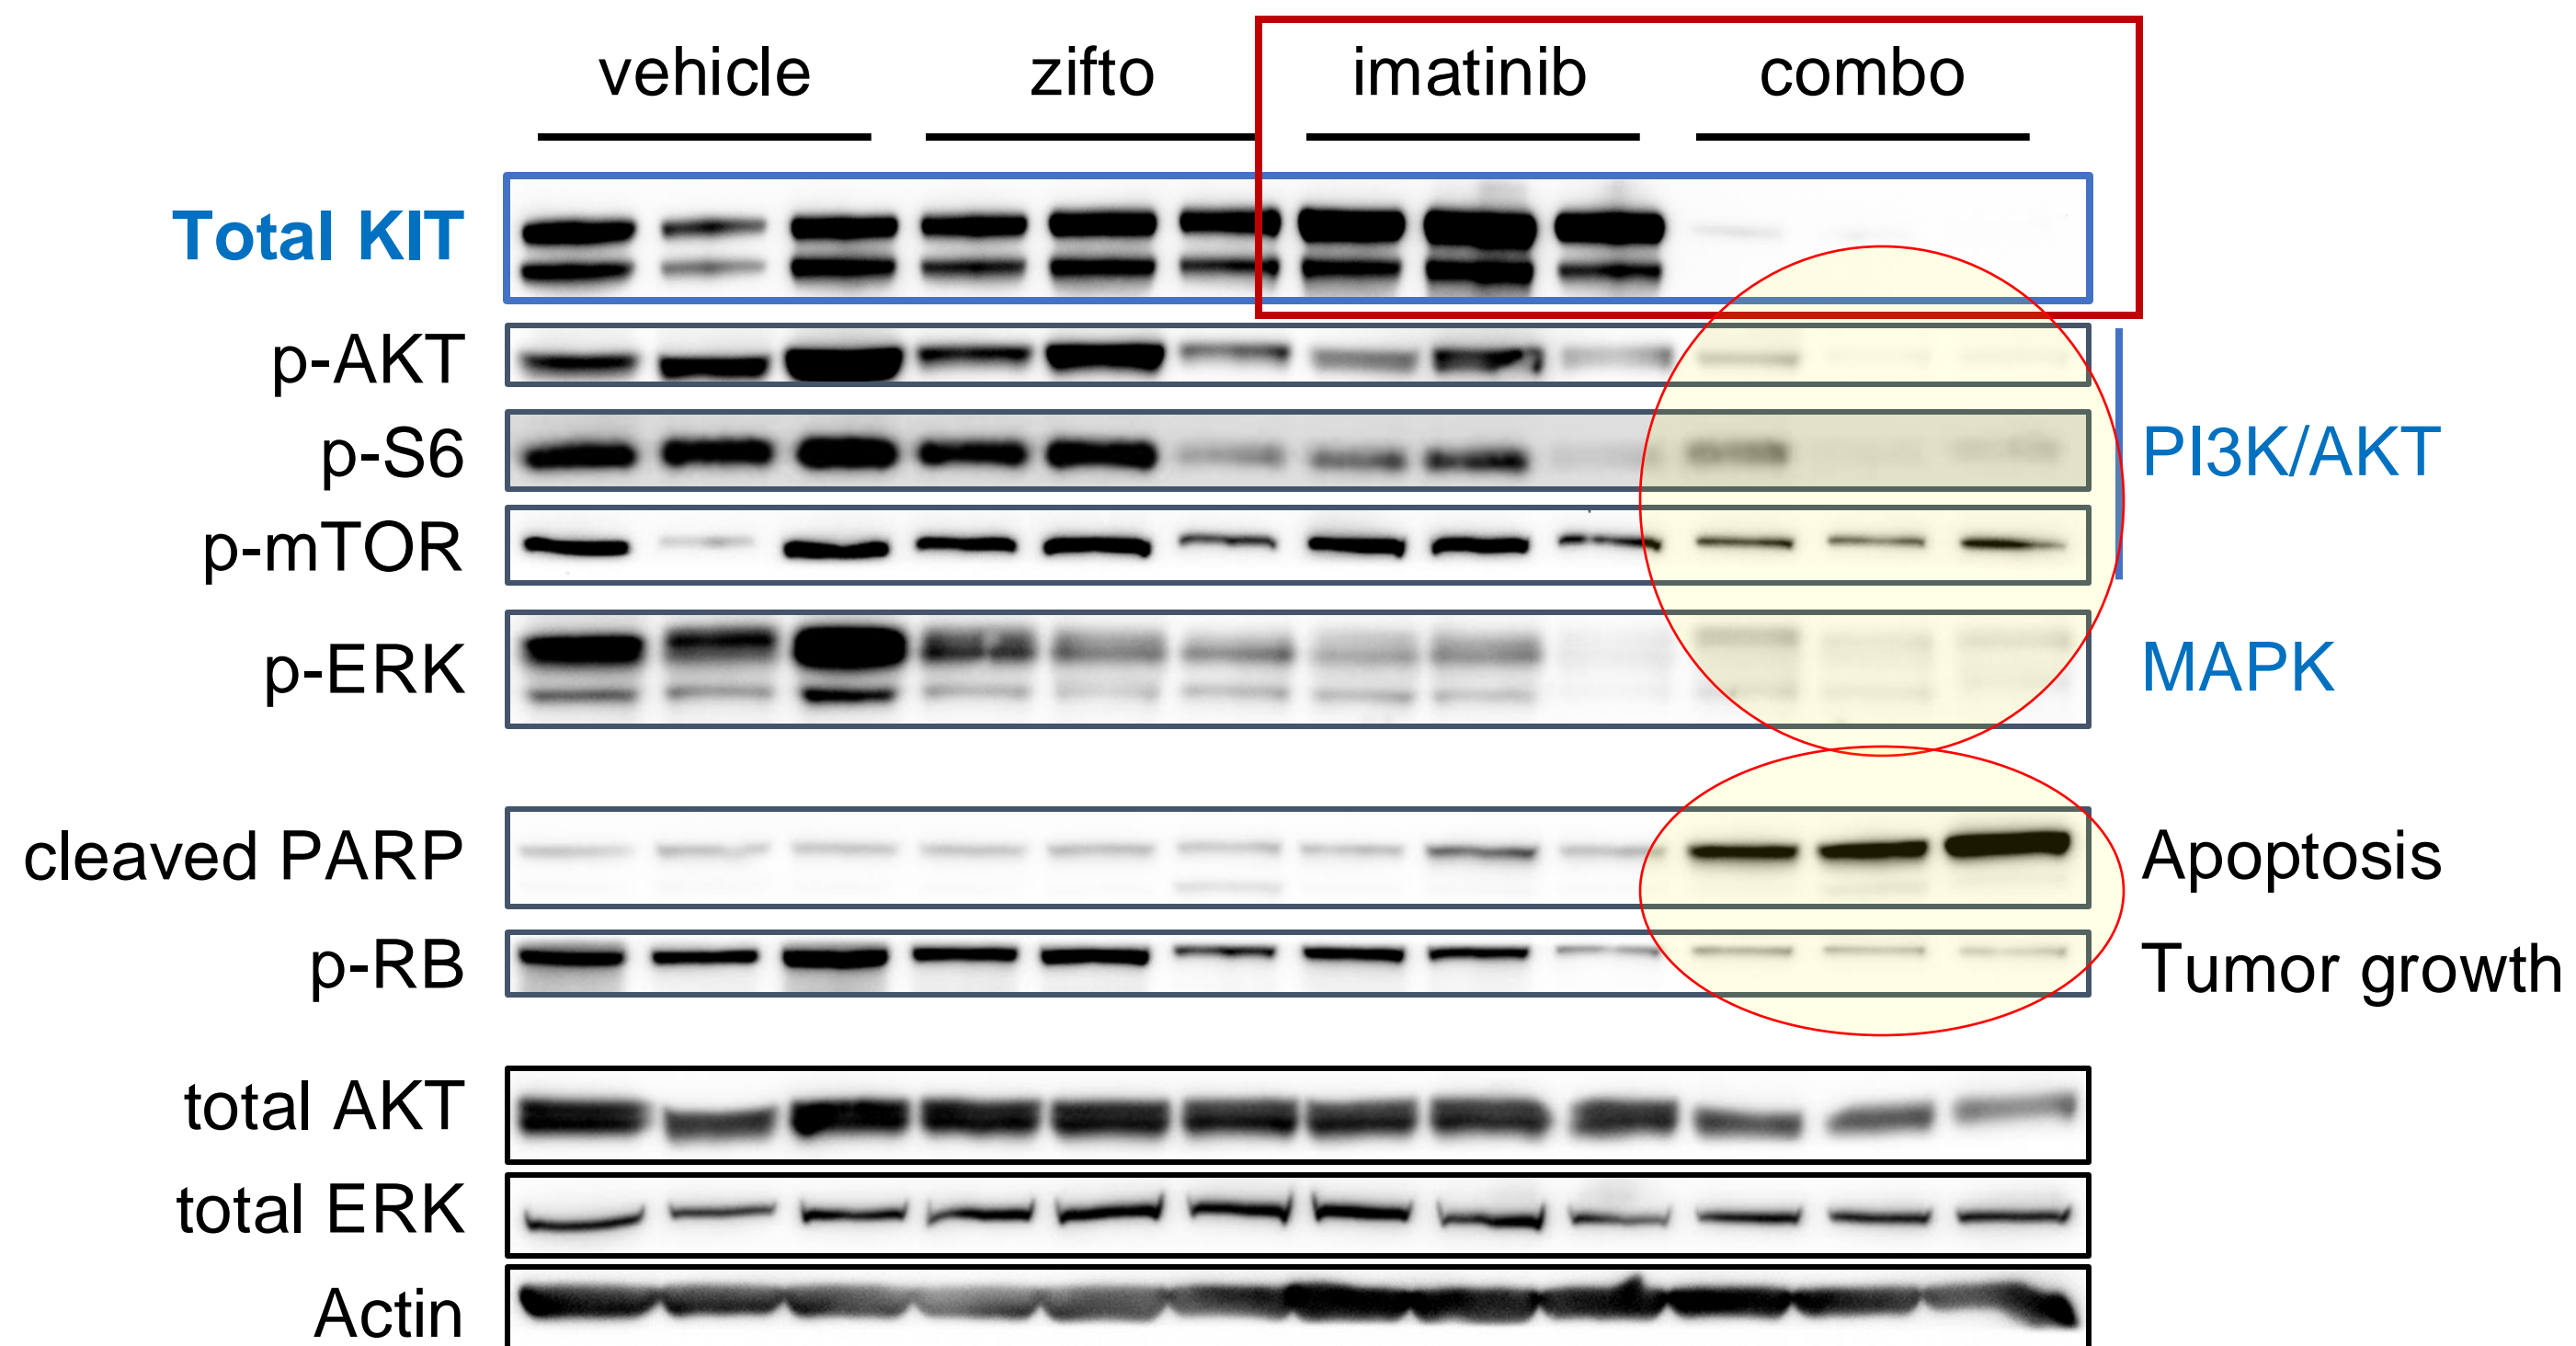 vehicle zifto imatinib combo
Total KIT
p-AKT
p-S6 PI3K/AKT
p-mTOR
p-ERK MAPK
cleaved PARP Apoptosis
p-RB Tumor growth
total AKT
total ERK
Actin